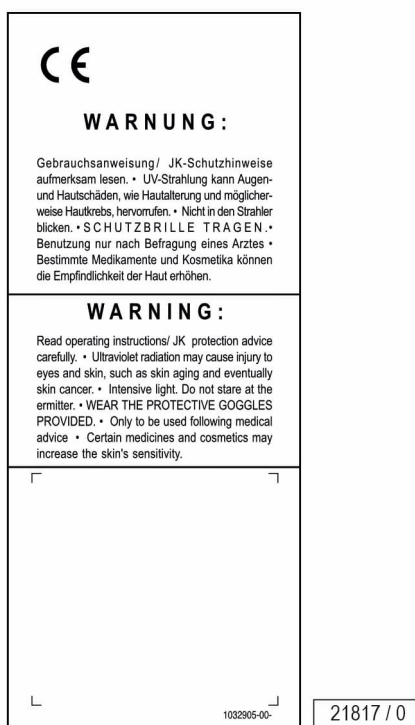 CE
WARNUNG:
Gebrauchsanweisung/ JK-Schutzhinweise
aufmerksam lesen. • UV-Strahlung kann Augen-
und Hautschäden, wie Hautalterung und möglicher-
weise Hautkrebs, hervorrufen. • Nicht in den Strahler
blicken. • SCHUTZBRILLE TRAGEN. •
Benutzung nur nach Befragung eines Arztes •
Bestimmte Medikamente und Kosmetika können
die Empfindlichkeit der Haut erhöhen.
WARNING:
Read operating instructions/ JK protection advice
carefully. • Ultraviolet radiation may cause injury to
eyes and skin, such as skin aging and eventually
skin cancer. • Intensive light. Do not stare at the
ermitter. • WEAR THE PROTECTIVE GOGGLES
PROVIDED. • Only to be used following medical
advice • Certain medicines and cosmetics may
increase the skin's sensitivity.
1032905-00-
21817 / 0